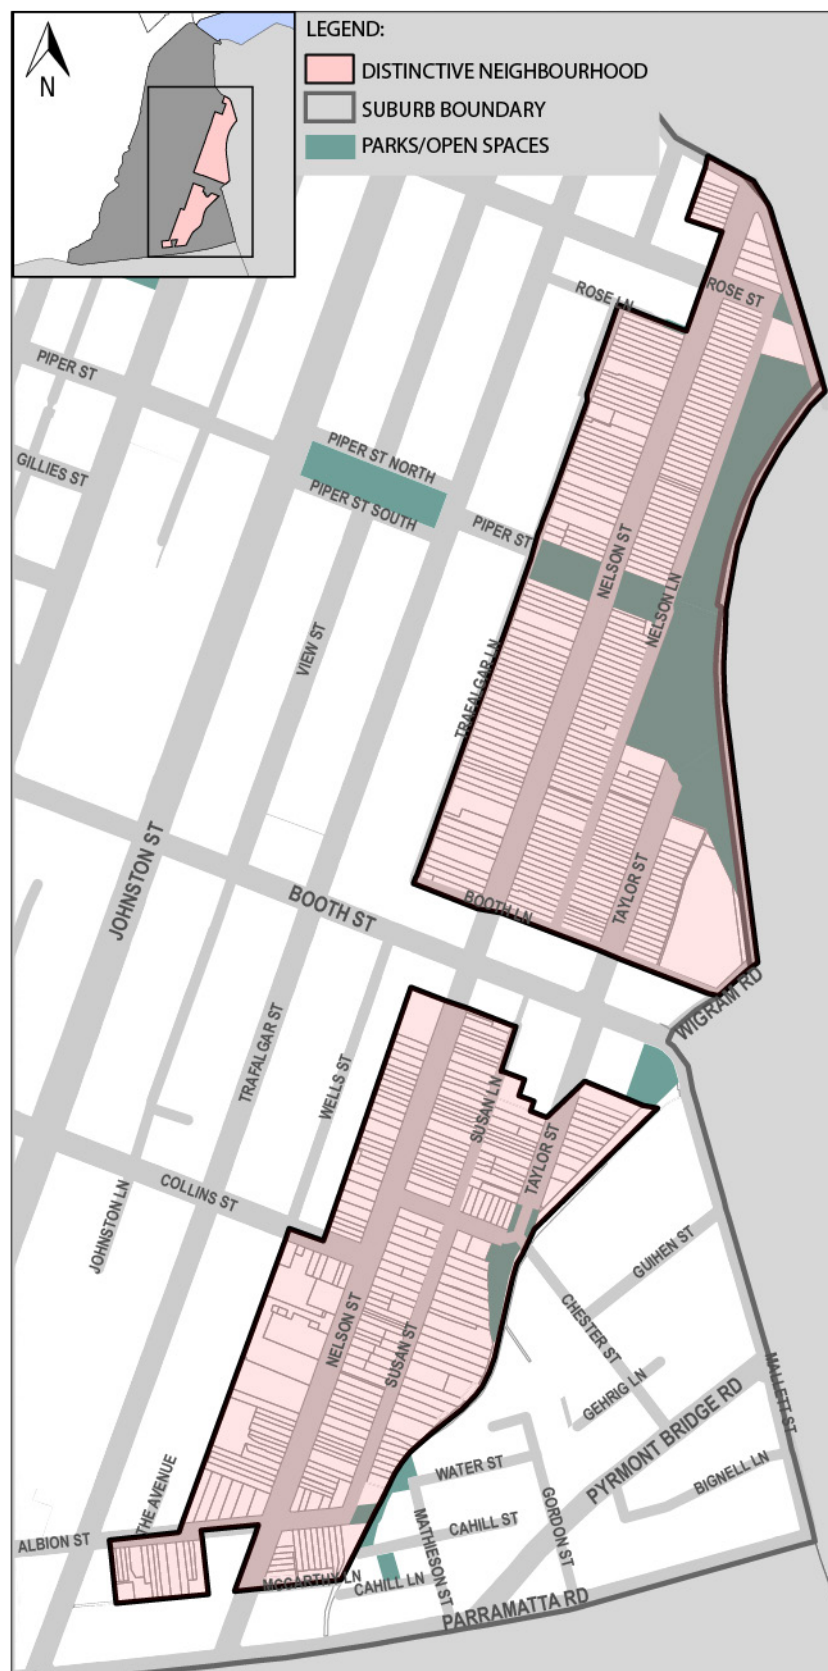 LEGEND:
DISTINCTIVE NEIGHBOURHOOD
SUBURB BOUNDARY
PARKS/OPEN SPACES
N
ROSE LN
ROSE ST
PIPER ST
PIPER ST NORTH
GILLIES ST
PIPER ST SOUTH
PIPER ST
NELSON ST
NELSON LN
VIEW ST
TRAFALGAR LN
JOHNSTON ST
BOOTH ST
BOOTH LN
TAYLOR ST
WIGRAM RD
TRAFALGAR ST
WELLS ST
SUSAN LN
TAYLOR ST
COLLINS ST
JOHNSTON LN
GUIHEN ST
CHESTER ST
NELSON ST
SUSAN ST
GEHRIG LN
MALLETT ST
PYRMONT BRIDGE RD
THE AVENUE
WATER ST
BIGNELL LN
ALBION ST
MATHIESON ST
CAHILL ST
GORDON ST
MCCARTHY LN
CAHILL LN
PARRAMATTA RD